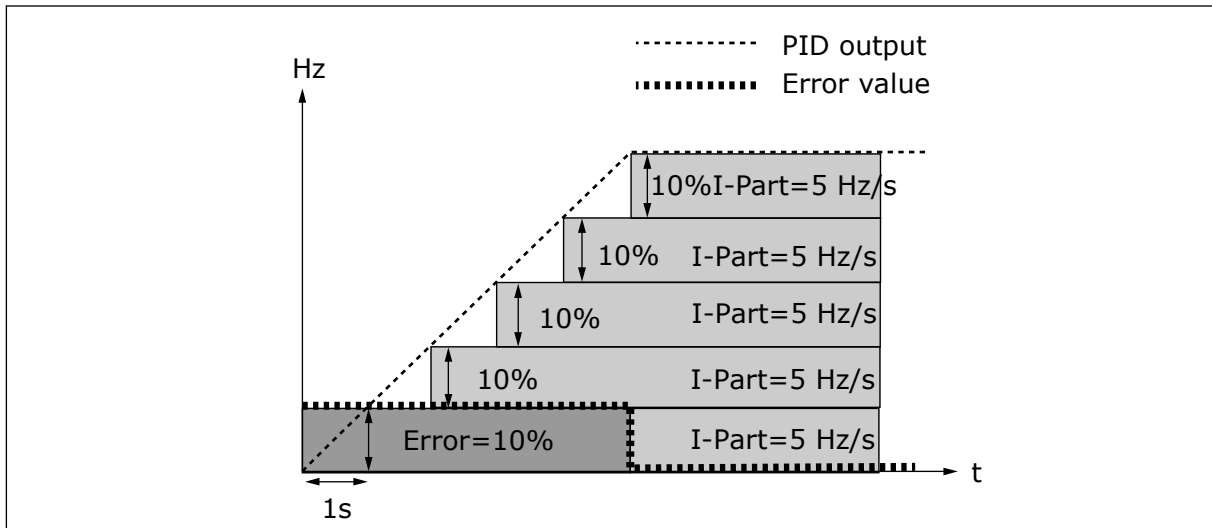 PID output
Error value
Hz
10%I-Part=5 Hz/s
10% I-Part=5 Hz/s
10% I-Part=5 Hz/s
10% I-Part=5 Hz/s
Error=10% I-Part=5 Hz/s
t
1s